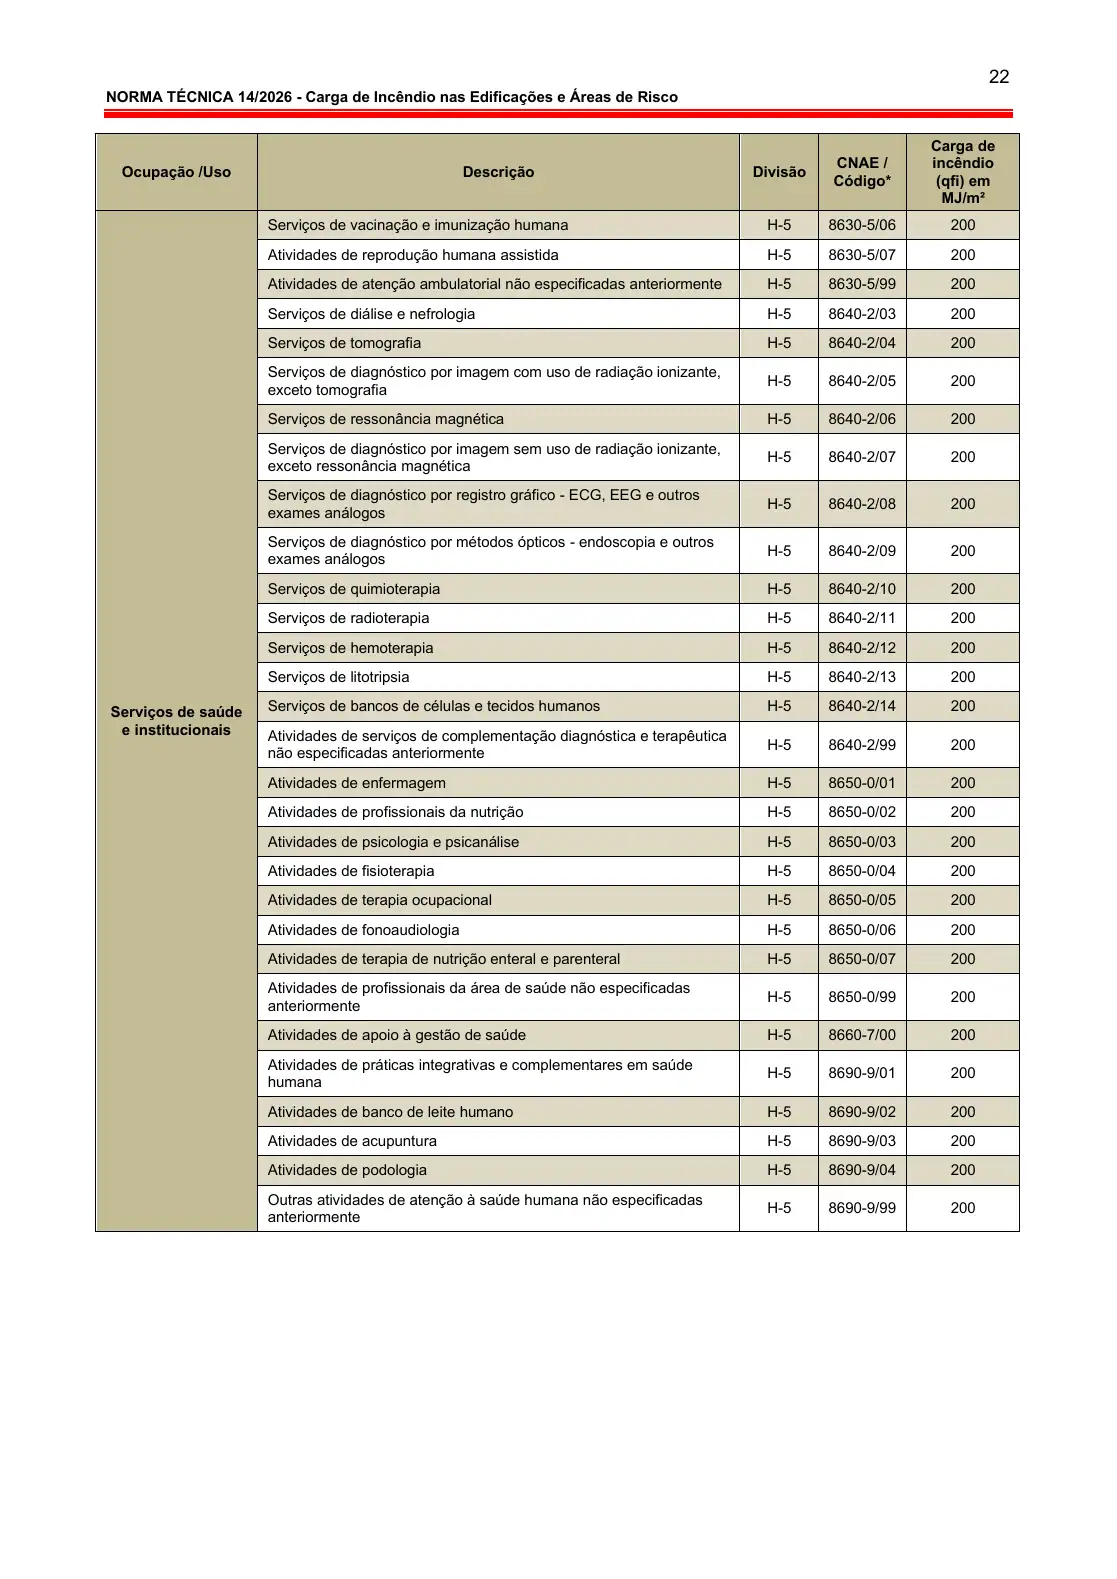 22
NORMA TÉCNICA 14/2026 - Carga de Incêndio nas Edificações e Áreas de Risco
Ocupação /Uso Descrição Divisão CNAE / Código* Carga de incêndio (qfi) em MJ/m²
Serviços de saúde e institucionais
Serviços de vacinação e imunização humana H-5 8630-5/06 200
Atividades de reprodução humana assistida H-5 8630-5/07 200
Atividades de atenção ambulatorial não especificadas anteriormente H-5 8630-5/99 200
Serviços de diálise e nefrologia H-5 8640-2/03 200
Serviços de tomografia H-5 8640-2/04 200
Serviços de diagnóstico por imagem com uso de radiação ionizante, exceto tomografia H-5 8640-2/05 200
Serviços de ressonância magnética H-5 8640-2/06 200
Serviços de diagnóstico por imagem sem uso de radiação ionizante, exceto ressonância magnética H-5 8640-2/07 200
Serviços de diagnóstico por registro gráfico - ECG, EEG e outros exames análogos H-5 8640-2/08 200
Serviços de diagnóstico por métodos ópticos - endoscopia e outros exames análogos H-5 8640-2/09 200
Serviços de quimioterapia H-5 8640-2/10 200
Serviços de radioterapia H-5 8640-2/11 200
Serviços de hemoterapia H-5 8640-2/12 200
Serviços de litotripsia H-5 8640-2/13 200
Serviços de bancos de células e tecidos humanos H-5 8640-2/14 200
Atividades de serviços de complementação diagnóstica e terapêutica não especificadas anteriormente H-5 8640-2/99 200
Atividades de enfermagem H-5 8650-0/01 200
Atividades de profissionais da nutrição H-5 8650-0/02 200
Atividades de psicologia e psicanálise H-5 8650-0/03 200
Atividades de fisioterapia H-5 8650-0/04 200
Atividades de terapia ocupacional H-5 8650-0/05 200
Atividades de fonoaudiologia H-5 8650-0/06 200
Atividades de terapia de nutrição enteral e parenteral H-5 8650-0/07 200
Atividades de profissionais da área de saúde não especificadas anteriormente H-5 8650-0/99 200
Atividades de apoio à gestão de saúde H-5 8660-7/00 200
Atividades de práticas integrativas e complementares em saúde humana H-5 8690-9/01 200
Atividades de banco de leite humano H-5 8690-9/02 200
Atividades de acupuntura H-5 8690-9/03 200
Atividades de podologia H-5 8690-9/04 200
Outras atividades de atenção à saúde humana não especificadas anteriormente H-5 8690-9/99 200